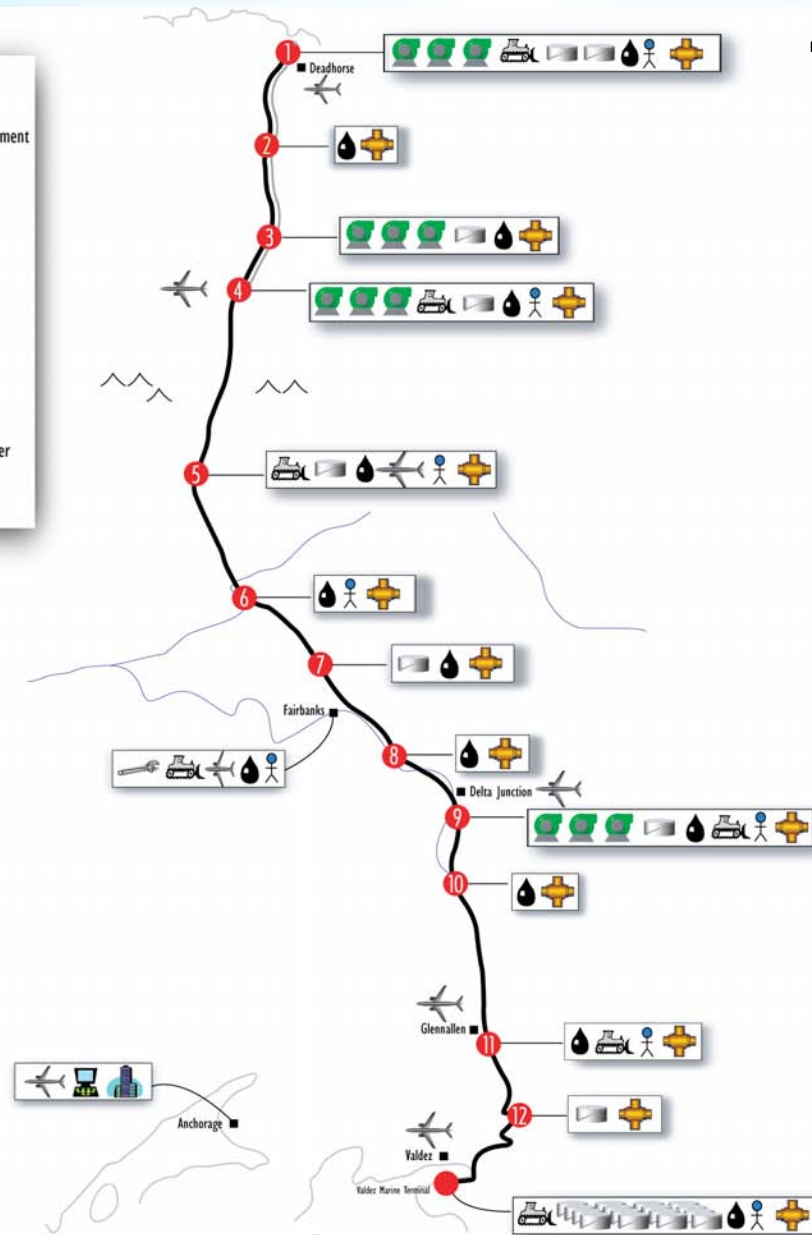 1
Deadhorse
ment
2
3
4
er
5
6
7
Fairbanks
8
Delta Junction
9
10
Glennallen
11
Anchorage
12
Valdez
Valdez Marine Terminal